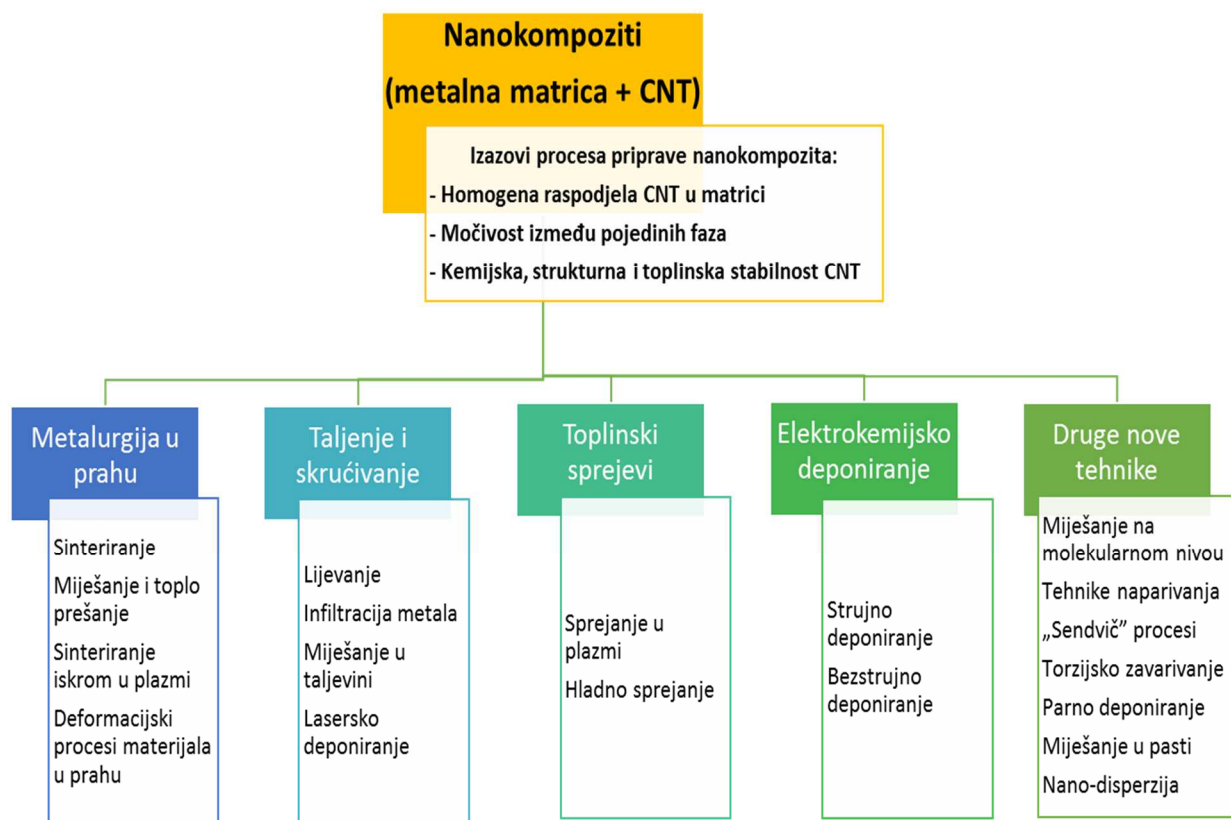 Nanokompoziti
(metalna matrica + CNT)
Izazovi procesa priprave nanokompozita:
- Homogena raspodjela CNT u matrici
- Močivost između pojedinih faza
- Kemijska, strukturna i toplinska stabilnost CNT
Metalurgija u
prahu
Sinteriranje
Miješanje i toplo
prešanje
Sinteriranje
iskrom u plazmi
Deformacijski
procesi materijala
u prahu
Taljenje i
skrućivanje
Lijevanje
Infiltracija metala
Miješanje u
taljevini
Lasersko
deponiranje
Toplinski
sprejevi
Sprejanje u
plazmi
Hladno sprejanje
Elektrokemijsko
deponiranje
Strujno
deponiranje
Bezstrujno
deponiranje
Druge nove
tehnike
Miješanje na
molekularnom nivou
Tehnike naparivanja
„Sendvič” procesi
Torzijsko zavarivanje
Parno deponiranje
Miješanje u pasti
Nano-disperzija